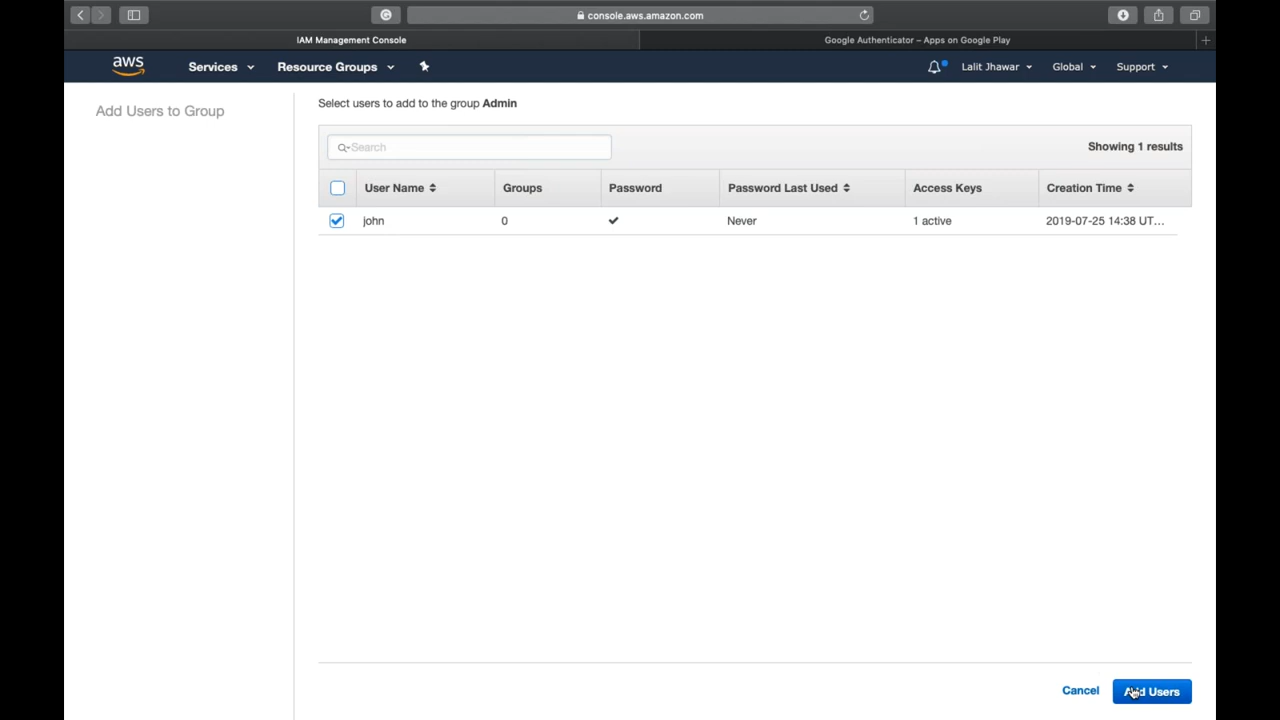 console.aws.amazon.com
IAM Management Console
Google Authenticator – Apps on Google Play
aws
Services
Resource Groups
Lalit Jhawar
Global
Support
Add Users to Group
Select users to add to the group Admin
Search
Showing 1 results
User Name
Groups
Password
Password Last Used
Access Keys
Creation Time
john
0
Never
1 active
2019-07-25 14:38 UT...
Cancel
Add Users